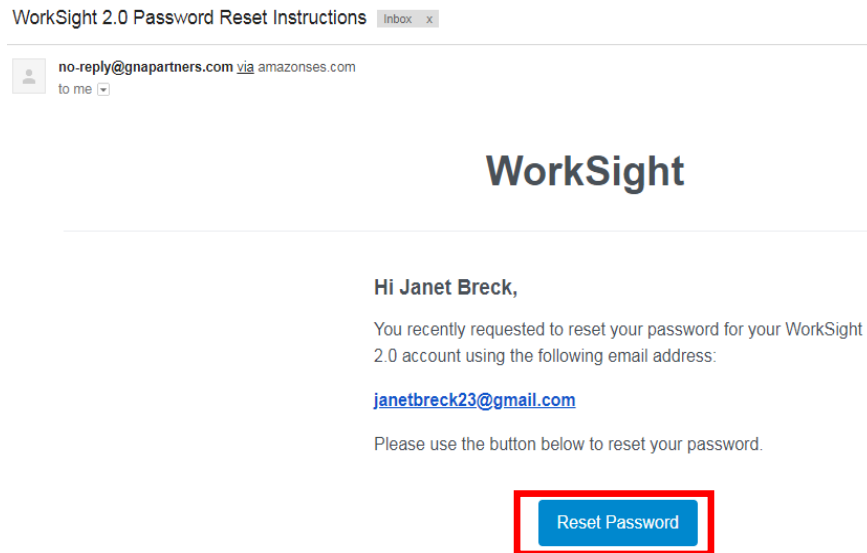 WorkSight 2.0 Password Reset Instructions Inbox x
no-reply@gnapartners.com via amazonses.com
to me
WorkSight
Hi Janet Breck,
You recently requested to reset your password for your WorkSight
2.0 account using the following email address:
janetbreck23@gmail.com
Please use the button below to reset your password.
Reset Password